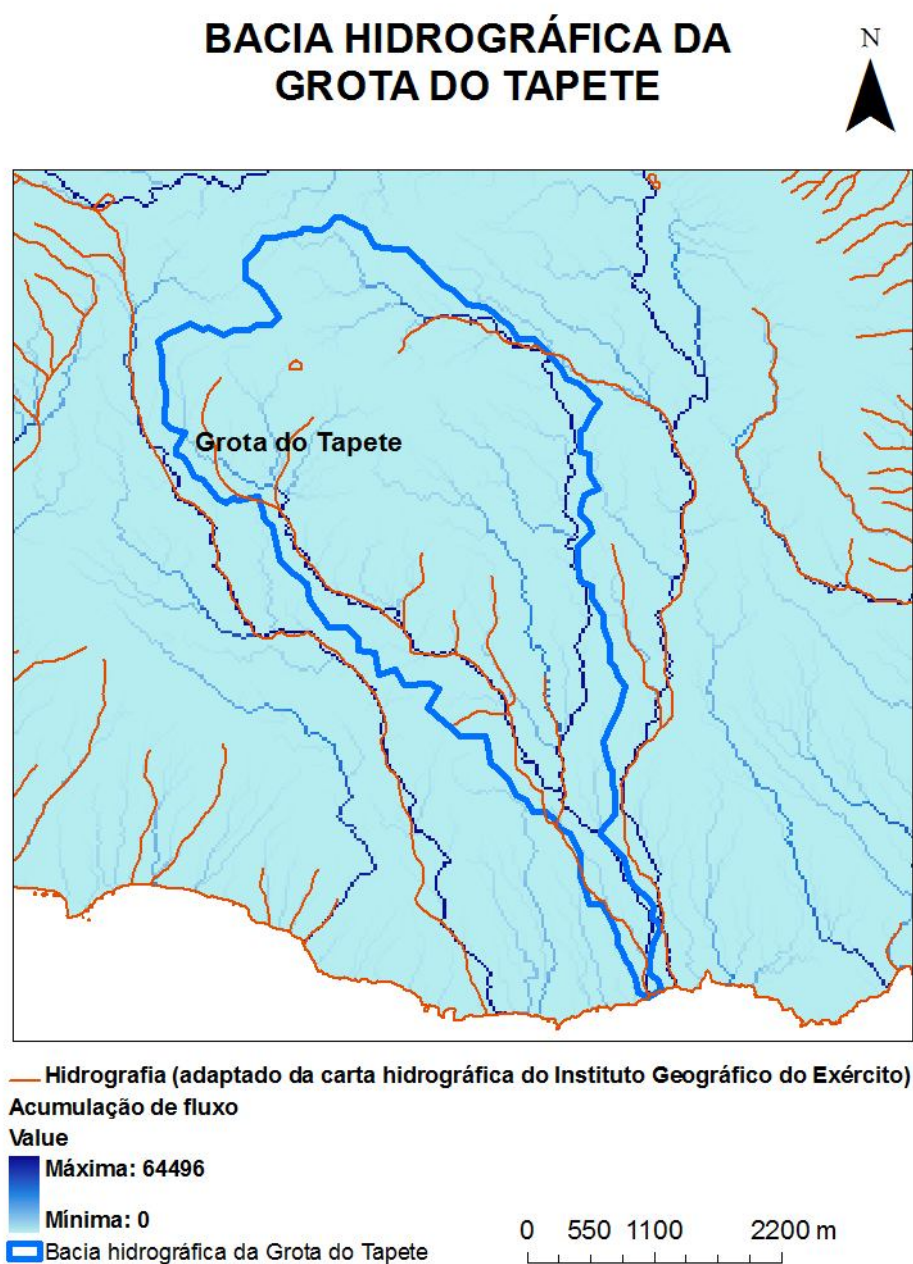 BACIA HIDROGRÁFICA DA
GROTA DO TAPETE
N
Grota do Tapete
Hidrografia (adaptado da carta hidrográfica do Instituto Geográfico do Exército)
Acumulação de fluxo
Value
Máxima: 64496
Mínima: 0
Bacia hidrográfica da Grota do Tapete
0 550 1100 2200 m